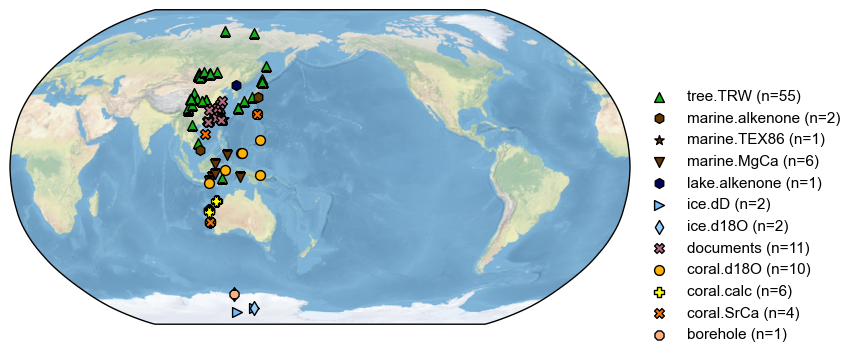 tree.TRW (n=55)
marine.alkenone (n=2)
marine.TEX86 (n=1)
marine.MgCa (n=6)
lake.alkenone (n=1)
ice.dD (n=2)
ice.d18O (n=2)
documents (n=11)
coral.d18O (n=10)
coral.calc (n=6)
coral.SrCa (n=4)
borehole (n=1)